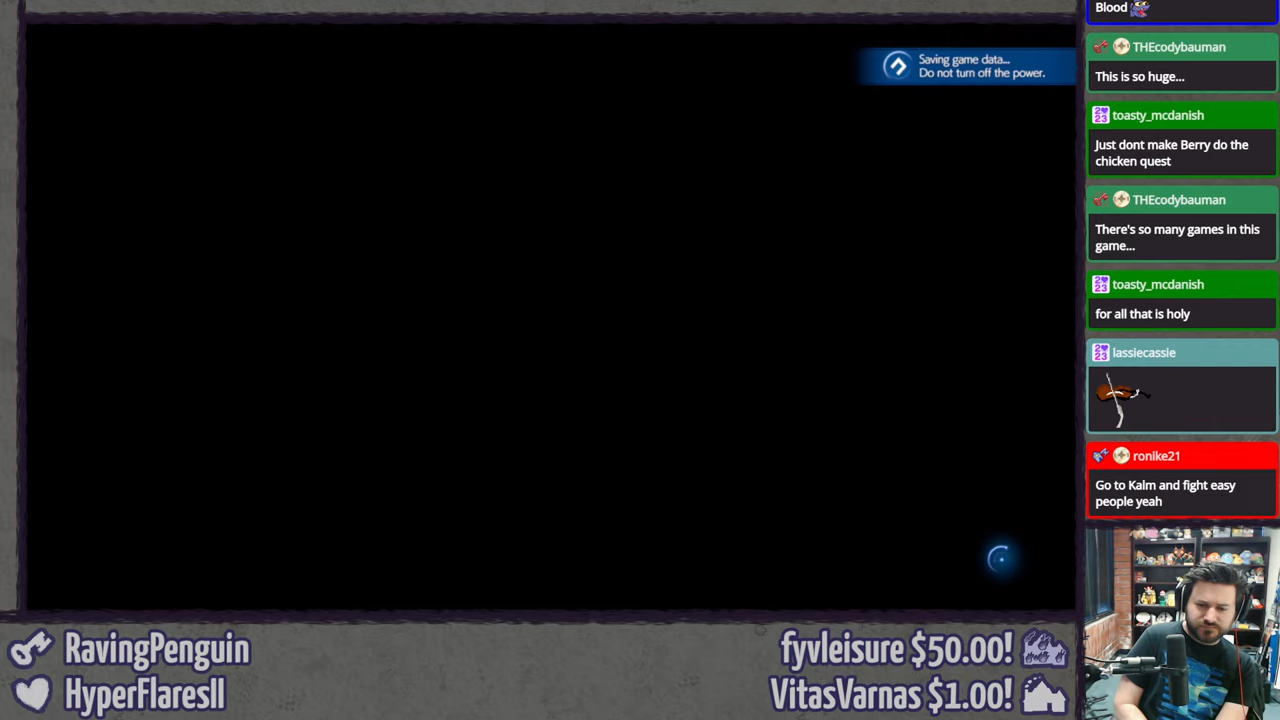 Blood
THEcodybauman
This is so huge...
toasty_mcdanish
Just dont make Berry do the
chicken quest
THEcodybauman
There's so many games in this
game...
toasty_mcdanish
for all that is holy
lassiecassie
ronike21
Go to Kalm and fight easy
people yeah
Saving game data...
Do not turn off the power.
RavingPenguin
HyperFlaresII
fyvleisure $50.00!
VitasVarnas $1.00!